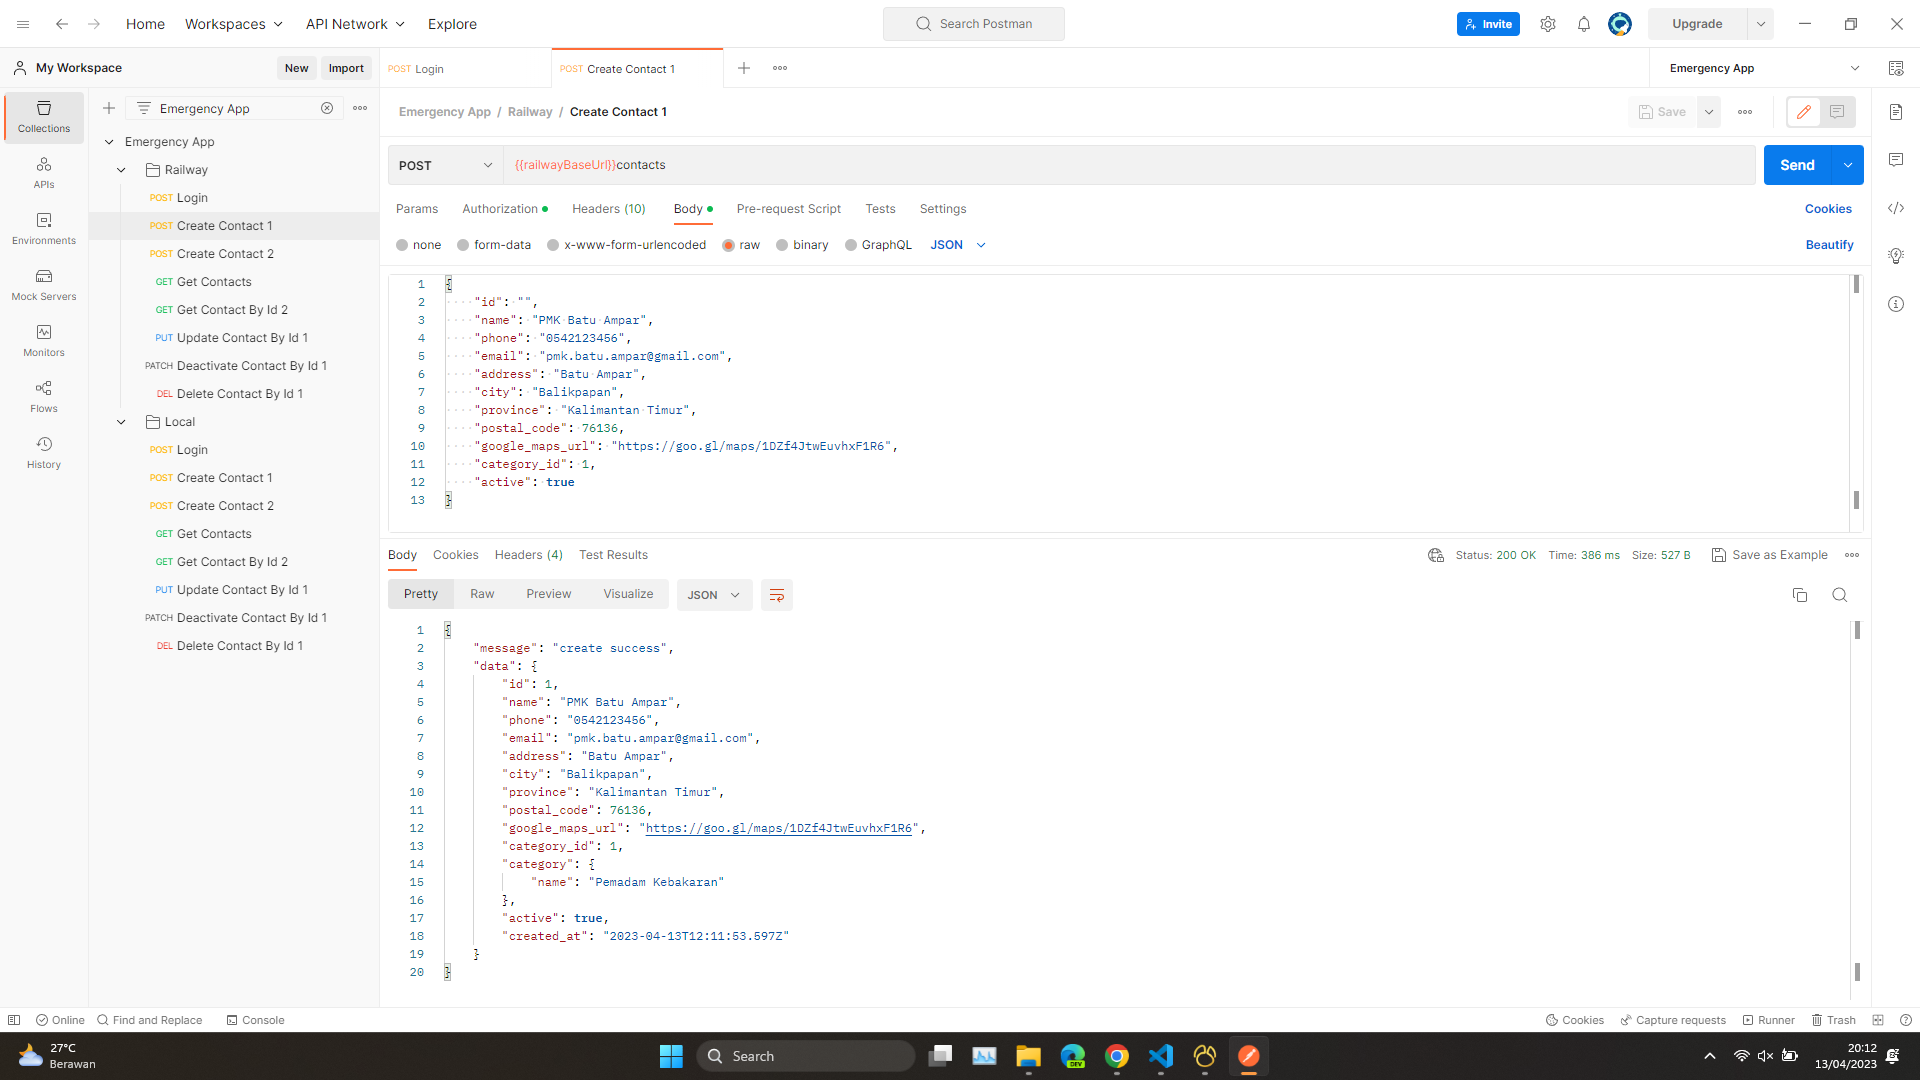 Home
Workspaces
API Network
Explore
Search Postman
Invite
Upgrade
My Workspace
New
Import
POST Login
POST Create Contact 1
Emergency App
Collections
APIs
Environments
Mock Servers
Monitors
Flows
History
Emergency App
Emergency App
Railway
POST Login
POST Create Contact 1
POST Create Contact 2
GET Get Contacts
GET Get Contact By Id 2
PUT Update Contact By Id 1
PATCH Deactivate Contact By Id 1
DEL Delete Contact By Id 1
Local
POST Login
POST Create Contact 1
POST Create Contact 2
GET Get Contacts
GET Get Contact By Id 2
PUT Update Contact By Id 1
PATCH Deactivate Contact By Id 1
DEL Delete Contact By Id 1
Emergency App / Railway / Create Contact 1
Save
POST
{{railwayBaseUrl}}contacts
Send
Params
Authorization
Headers (10)
Body
Pre-request Script
Tests
Settings
Cookies
none
form-data
x-www-form-urlencoded
raw
binary
GraphQL
JSON
Beautify
1 {
2 "id": "",
3 "name": "PMK Batu Ampar",
4 "phone": "0542123456",
5 "email": "pmk.batu.ampar@gmail.com",
6 "address": "Batu Ampar",
7 "city": "Balikpapan",
8 "province": "Kalimantan Timur",
9 "postal_code": 76136,
10 "google_maps_url": "https://goo.gl/maps/1DZf4JtwEuvhxF1R6",
11 "category_id": 1,
12 "active": true
13 }
Body
Cookies
Headers (4)
Test Results
Status: 200 OK
Time: 386 ms
Size: 527 B
Save as Example
Pretty
Raw
Preview
Visualize
JSON
1 {
2 "message": "create success",
3 "data": {
4 "id": 1,
5 "name": "PMK Batu Ampar",
6 "phone": "0542123456",
7 "email": "pmk.batu.ampar@gmail.com",
8 "address": "Batu Ampar",
9 "city": "Balikpapan",
10 "province": "Kalimantan Timur",
11 "postal_code": 76136,
12 "google_maps_url": "https://goo.gl/maps/1DZf4JtwEuvhxF1R6",
13 "category_id": 1,
14 "category": {
15 "name": "Pemadam Kebakaran"
16 },
17 "active": true,
18 "created_at": "2023-04-13T12:11:53.597Z"
19 }
20 }
Online
Find and Replace
Console
Cookies
Capture requests
Runner
Trash
27°C
Berawan
Search
DEV
20:12
13/04/2023